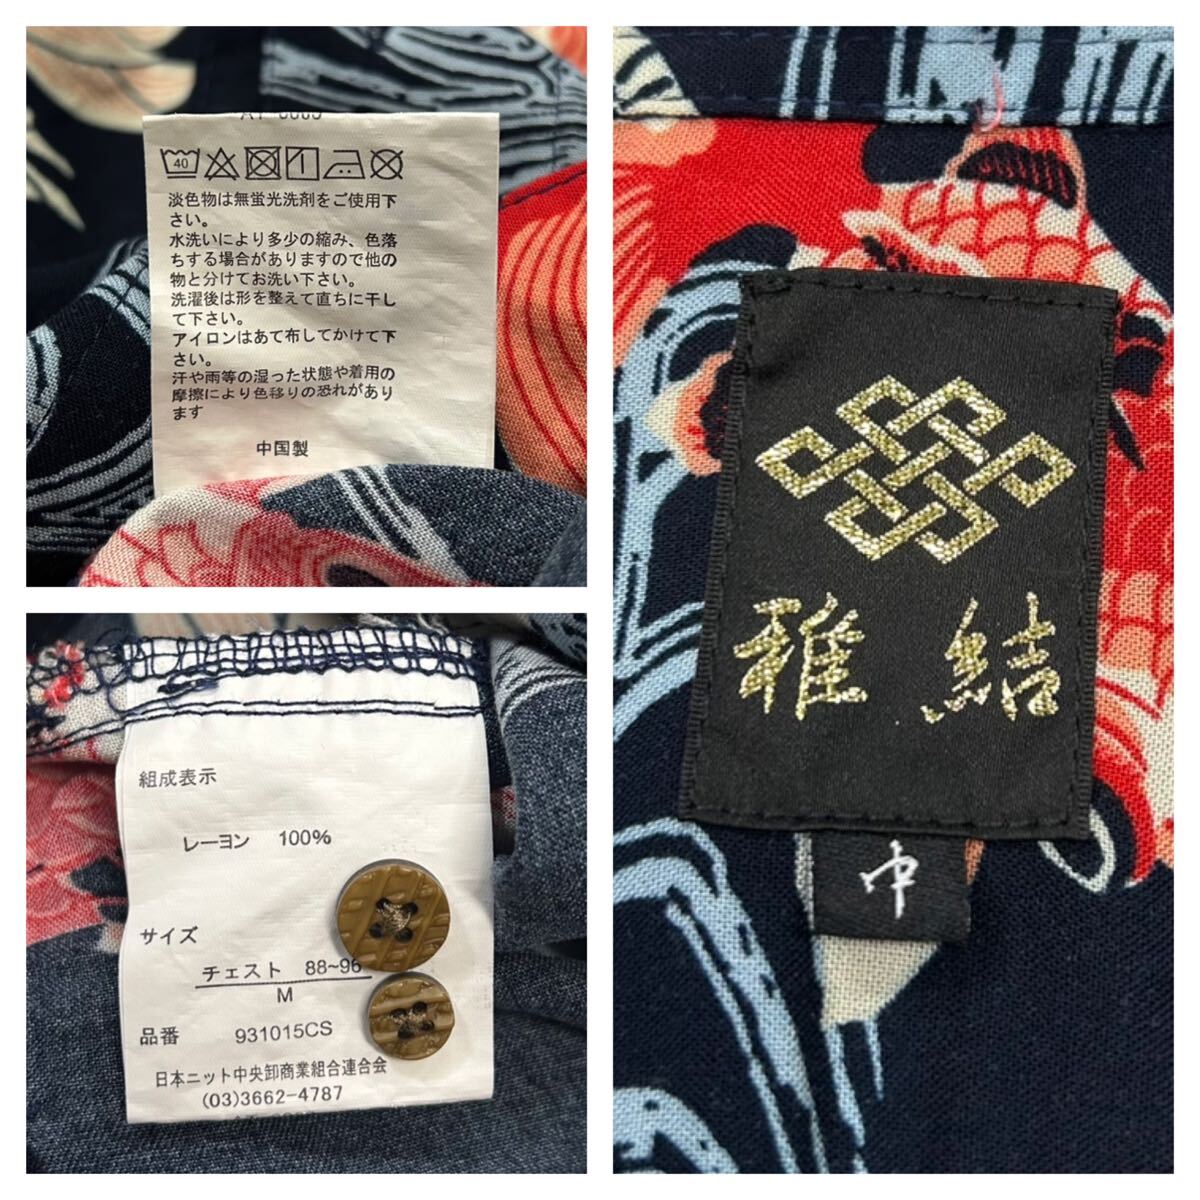 40
淡色物は無蛍光洗剤をご使用下
さい。
水洗いにより多少の縮み、色落
ちする場合がありますので他の
物と分けてお洗い下さい。
洗濯後は形を整えて直ちに干し
て下さい。
アイロンはあて布してかけて下
さい。
汗や雨等の湿った状態や着用の
摩擦により色移りの恐れがあり
ます
中国製
組成表示
レーヨン 100%
サイズ
チェスト 88~96
M
品番 931015CS
日本ニット中央卸商業組合連合会
(03)3662-4787
雅結
中